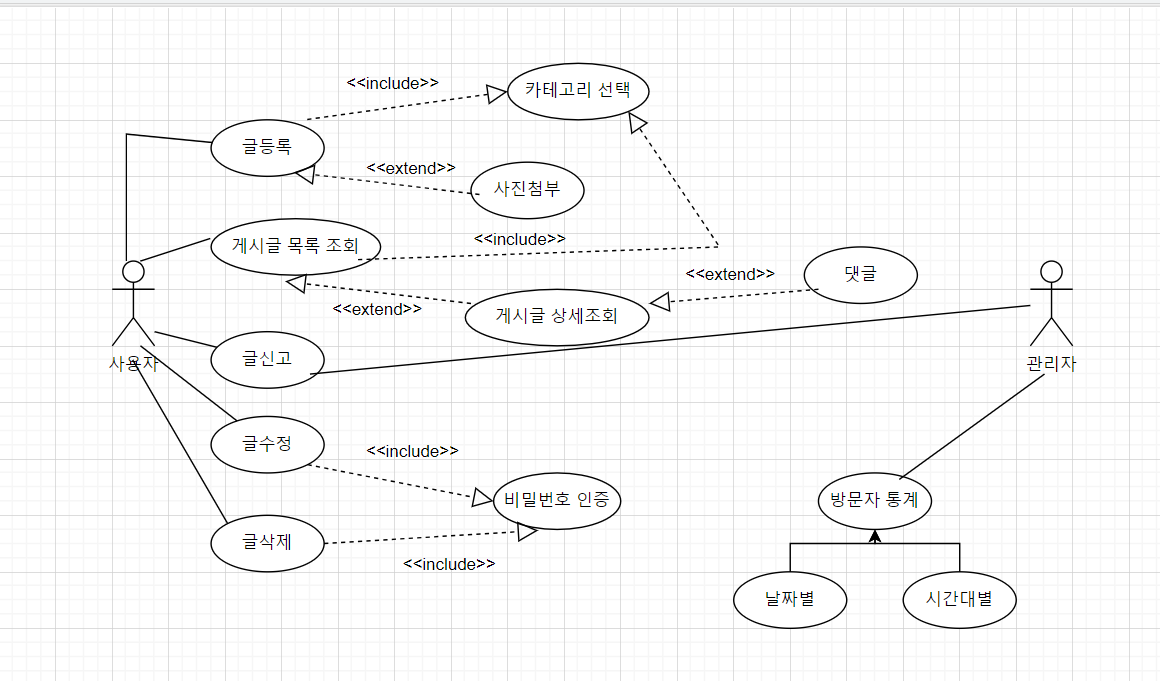 <<include>>
카테고리 선택
글등록
<<extend>>
사진첨부
게시글 목록 조회
<<include>>
<<extend>>
댓글
<<extend>>
게시글 상세조회
글신고
사용자
관리자
글수정
<<include>>
비밀번호 인증
방문자 통계
글삭제
<<include>>
날짜별
시간대별